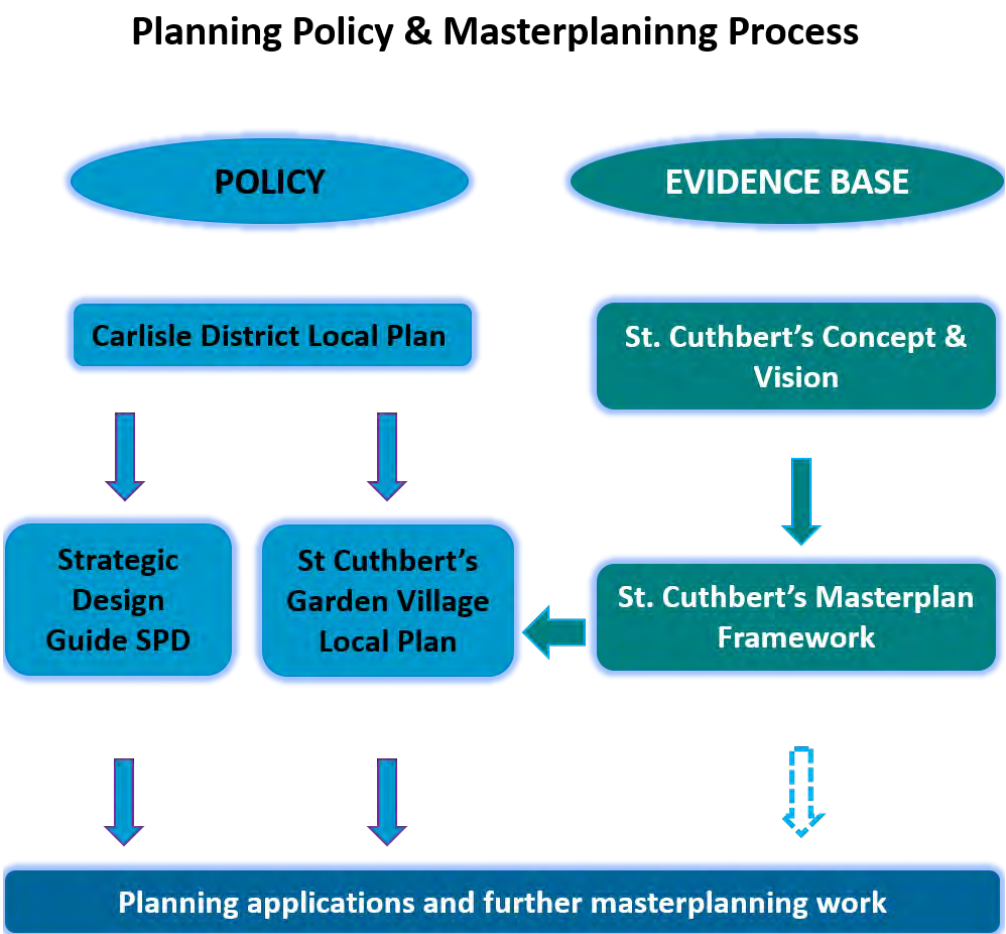 Planning Policy & Masterplaninng Process
POLICY
EVIDENCE BASE
Carlisle District Local Plan
St. Cuthbert’s Concept &
Vision
Strategic
Design
Guide SPD
St Cuthbert’s
Garden Village
Local Plan
St. Cuthbert’s Masterplan
Framework
Planning applications and further masterplanning work